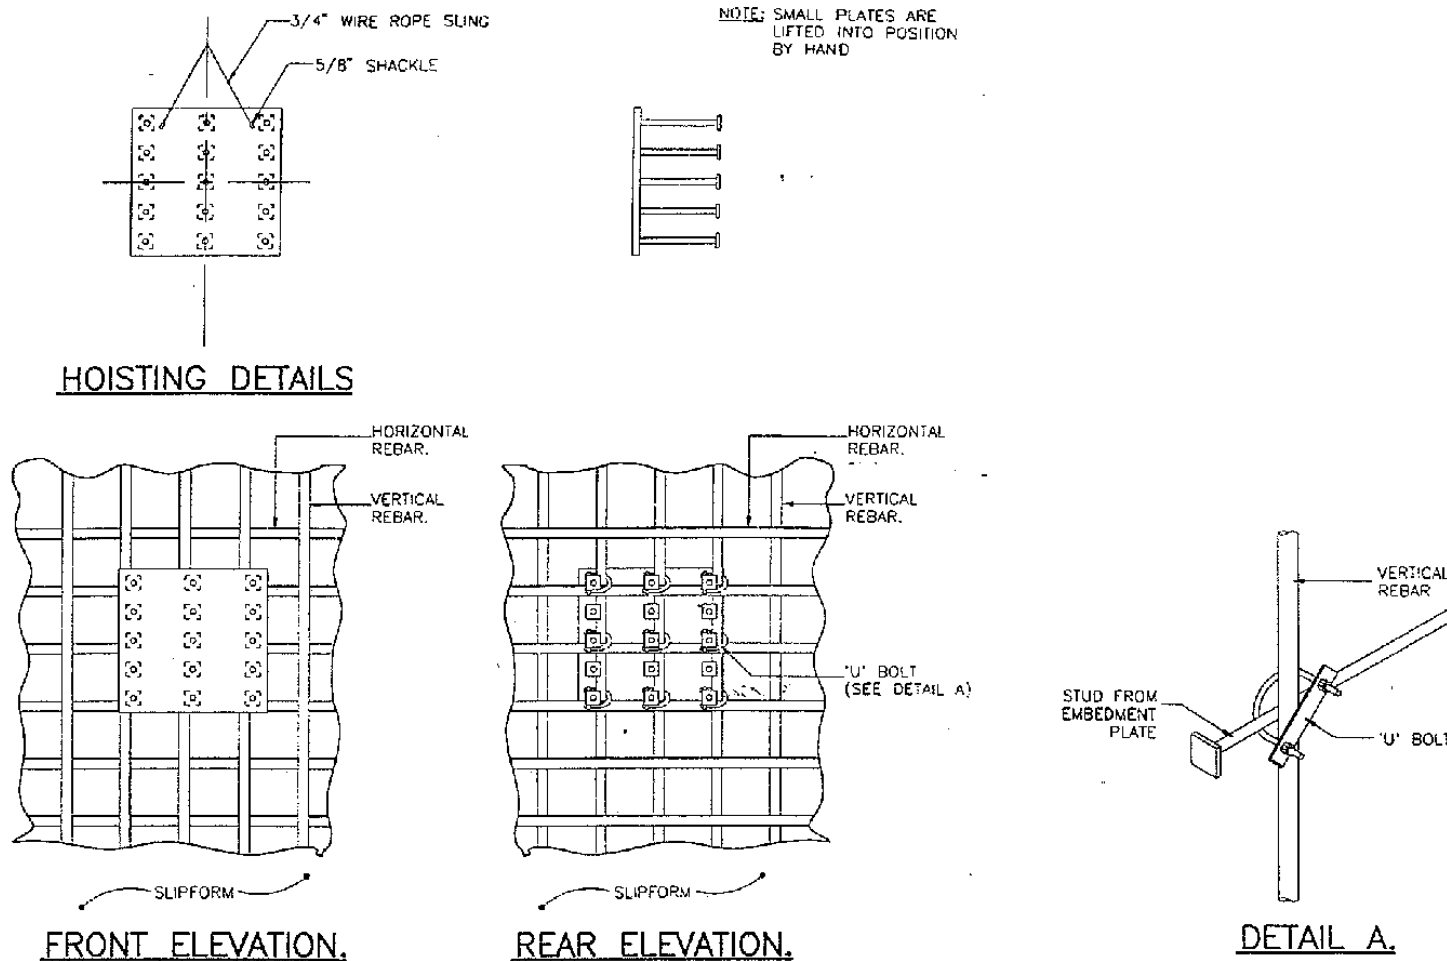 3/4" WIRE ROPE SLING
5/8" SHACKLE
NOTE: SMALL PLATES ARE
LIFTED INTO POSITION
BY HAND
HOISTING DETAILS
HORIZONTAL
REBAR.
VERTICAL
REBAR.
SLIPFORM
FRONT ELEVATION.
HORIZONTAL
REBAR.
VERTICAL
REBAR.
'U' BOLT
(SEE DETAIL A)
SLIPFORM
REAR ELEVATION.
VERTICAL
REBAR
STUD FROM
EMBEDMENT
PLATE
'U' BOLT
DETAIL A.